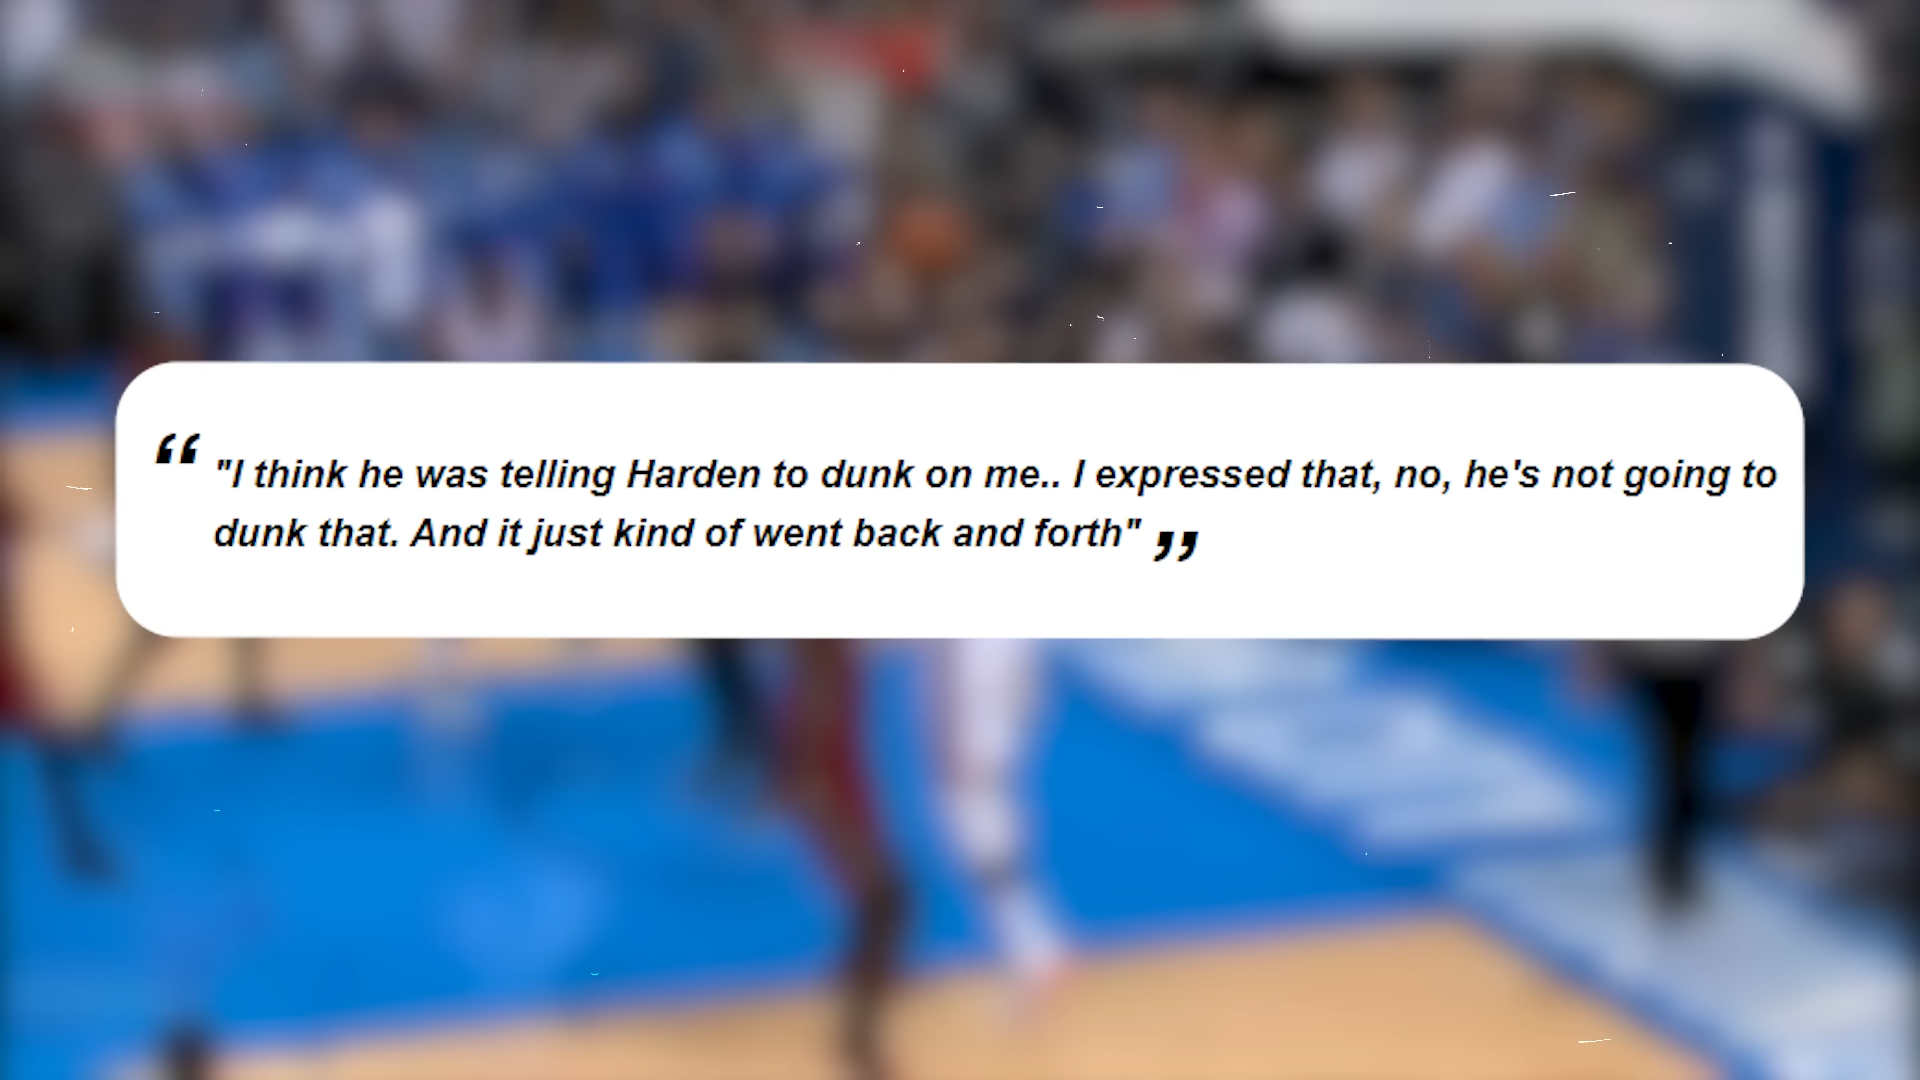 “ "I think he was telling Harden to dunk on me.. I expressed that, no, he's not going to
dunk that. And it just kind of went back and forth" ”